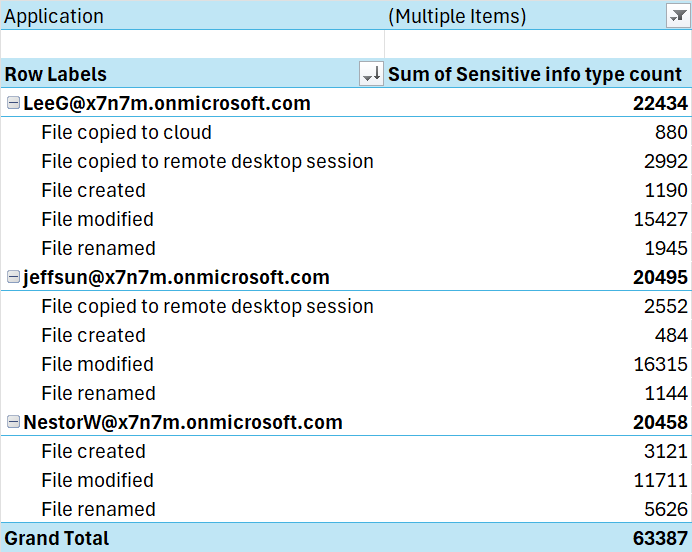 Application (Multiple Items)
Row Labels Sum of Sensitive info type count
LeeG@x7n7m.onmicrosoft.com 22434
File copied to cloud 880
File copied to remote desktop session 2992
File created 1190
File modified 15427
File renamed 1945
jeffsun@x7n7m.onmicrosoft.com 20495
File copied to remote desktop session 2552
File created 484
File modified 16315
File renamed 1144
NestorW@x7n7m.onmicrosoft.com 20458
File created 3121
File modified 11711
File renamed 5626
Grand Total 63387